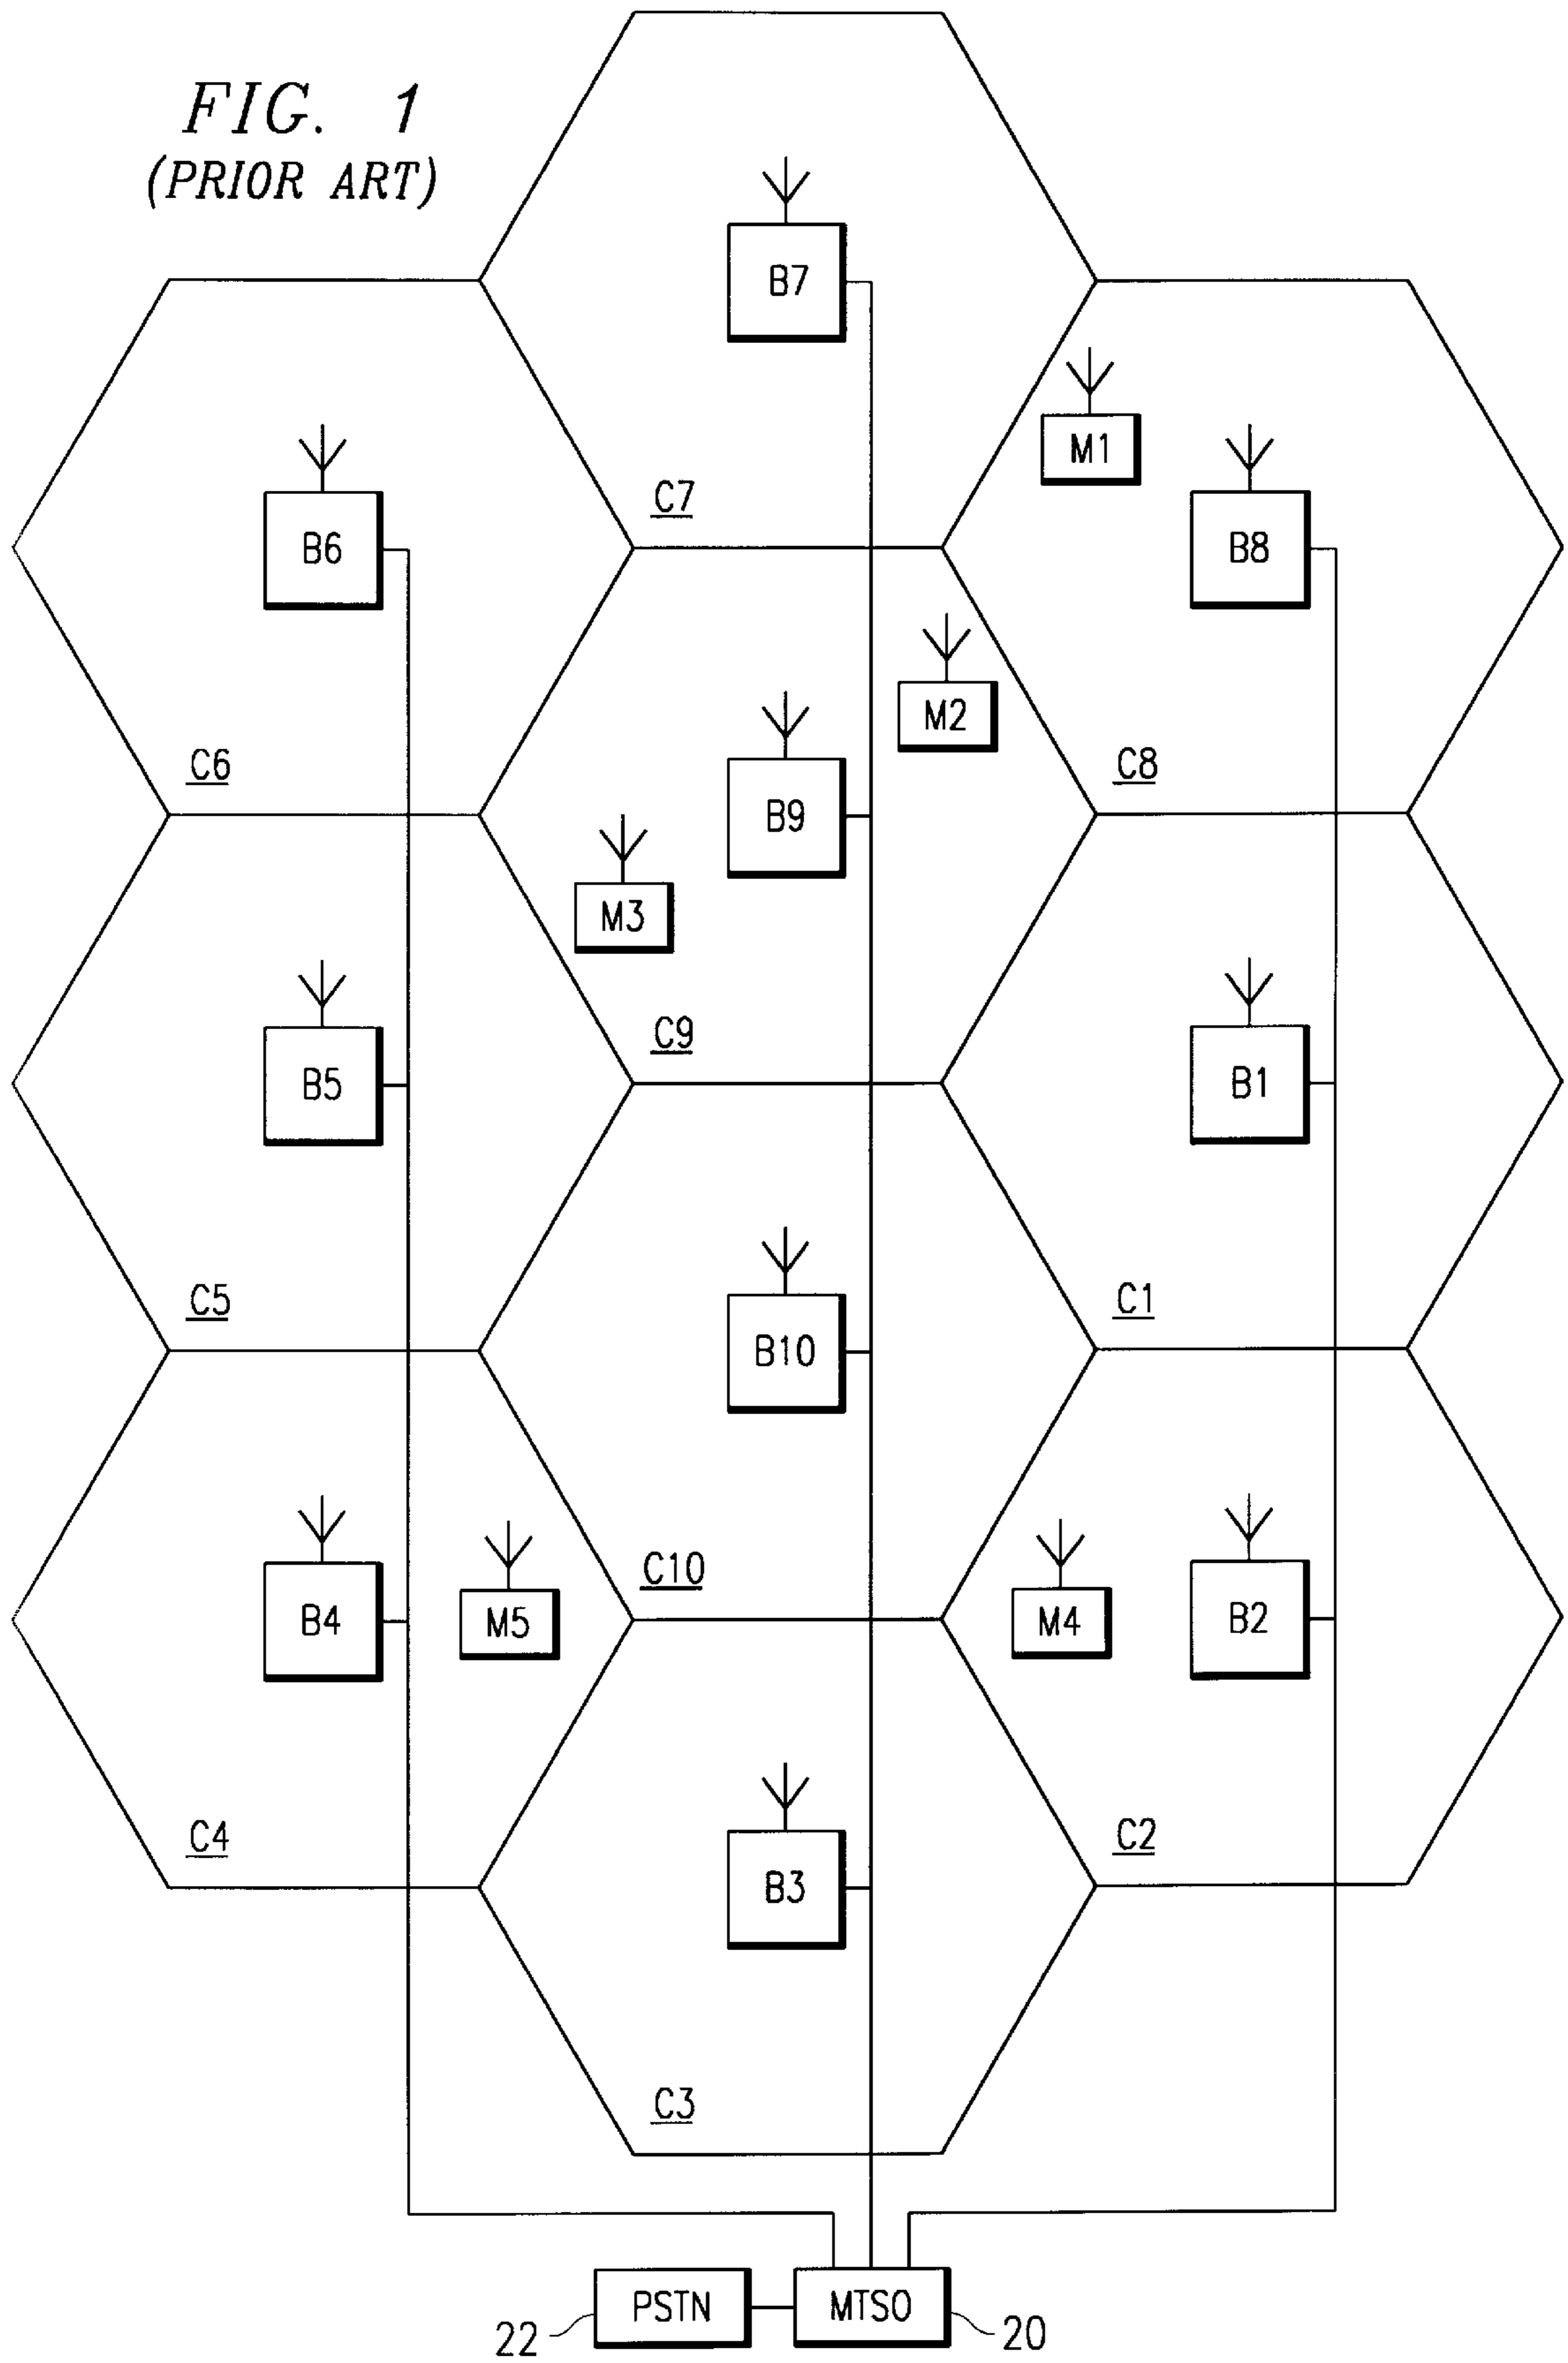 FIG. 1
(PRIOR ART)
B7
M1
C7
B6
B8
M2
C6
B9
C8
M3
C9
B5
B1
C5
C1
B10
C10
B4
M5
M4
B2
C4
C2
B3
C3
PSTN
MTSO
22
20